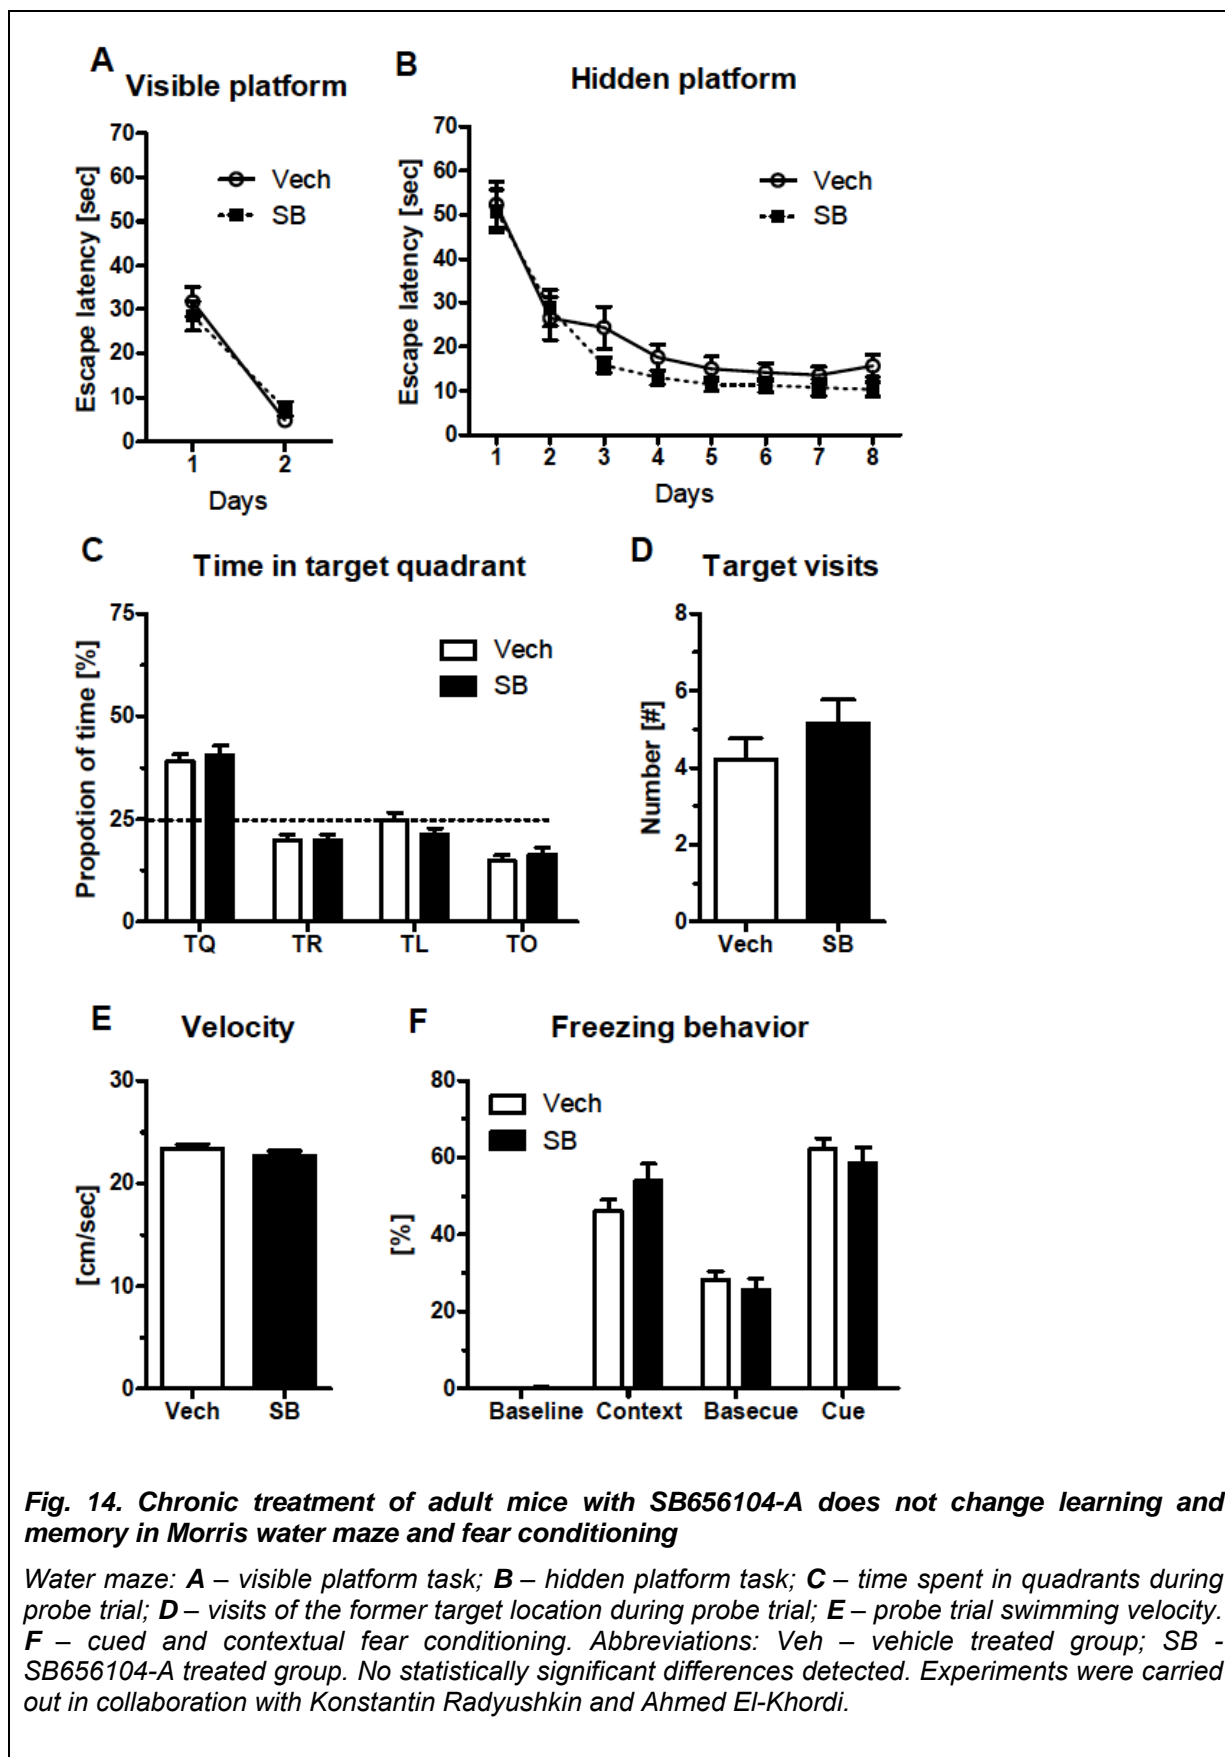 A
Visible platform
Escape latency [sec]
70
60
50
40
30
20
10
0
Vech
SB
1 2
Days
B
Hidden platform
Escape latency [sec]
70
60
50
40
30
20
10
0
Vech
SB
1 2 3 4 5 6 7 8
Days
C
Time in target quadrant
Propotion of time [%]
75
50
25
0
Vech
SB
TQ TR TL TO
D
Target visits
Number [#]
8
6
4
2
0
Vech SB
E
Velocity
[cm/sec]
30
20
10
0
Vech SB
F
Freezing behavior
[%]
80
60
40
20
0
Vech
SB
Baseline Context Basecue Cue
Fig. 14. Chronic treatment of adult mice with SB656104-A does not change learning and
memory in Morris water maze and fear conditioning
Water maze: A – visible platform task; B – hidden platform task; C – time spent in quadrants during
probe trial; D – visits of the former target location during probe trial; E – probe trial swimming velocity.
F – cued and contextual fear conditioning. Abbreviations: Veh – vehicle treated group; SB -
SB656104-A treated group. No statistically significant differences detected. Experiments were carried
out in collaboration with Konstantin Radyushkin and Ahmed El-Khordi.